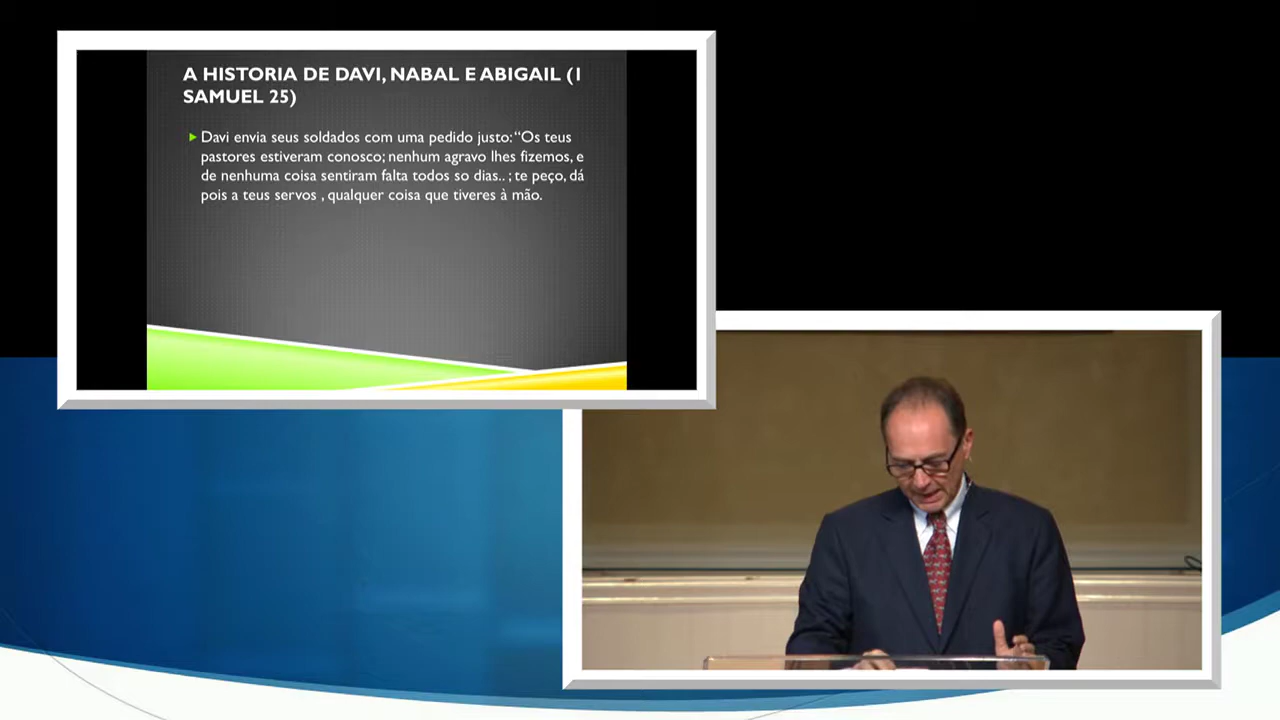 A HISTORIA DE DAVI, NABAL E ABIGAIL (I
SAMUEL 25)
Davi envia seus soldados com uma pedido justo: “Os teus
pastores estiveram conosco; nenhum agravo lhes fizemos, e
de nenhuma coisa sentiram falta todos so dias.. ; te peço, dá
pois a teus servos , qualquer coisa que tiveres à mão.